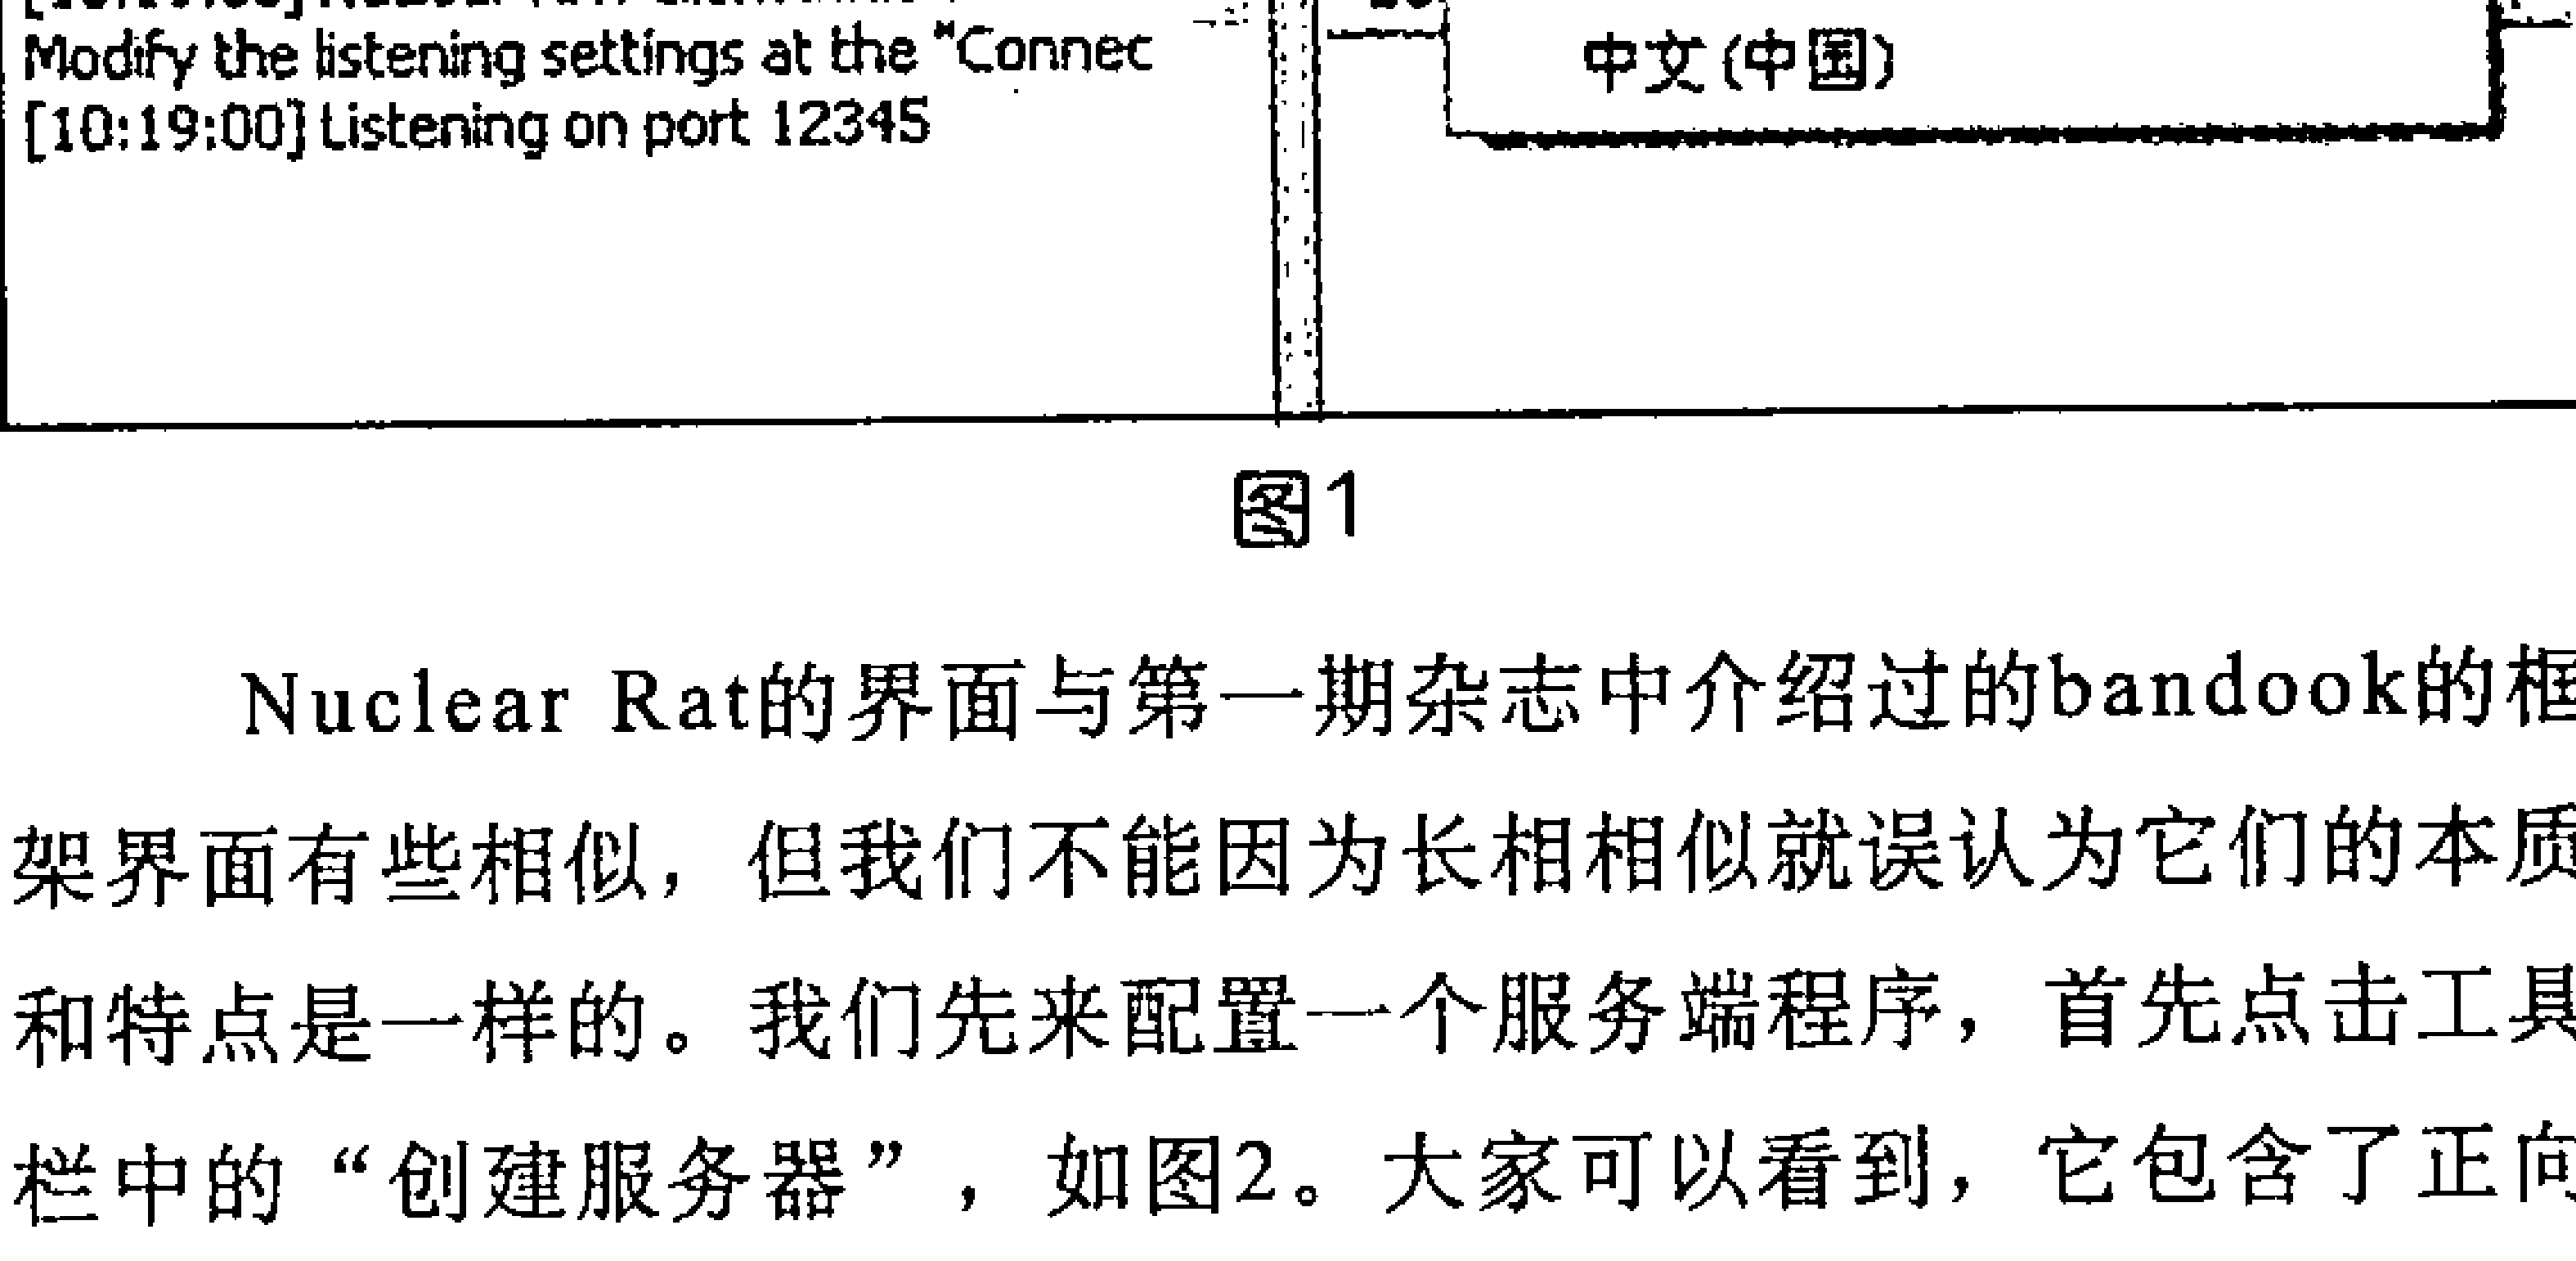 Modify the listening settings at the "Connec
[10:19:00] Listening on port 12345
中文(中国)
图1
Nuclear Rat的界面与第一期杂志中介绍过的bandook的框
架界面有些相似，但我们不能因为长相相似就误认为它们的本质
和特点是一样的。我们先来配置一个服务端程序，首先点击工具
栏中的“创建服务器”，如图2。大家可以看到，它包含了正向